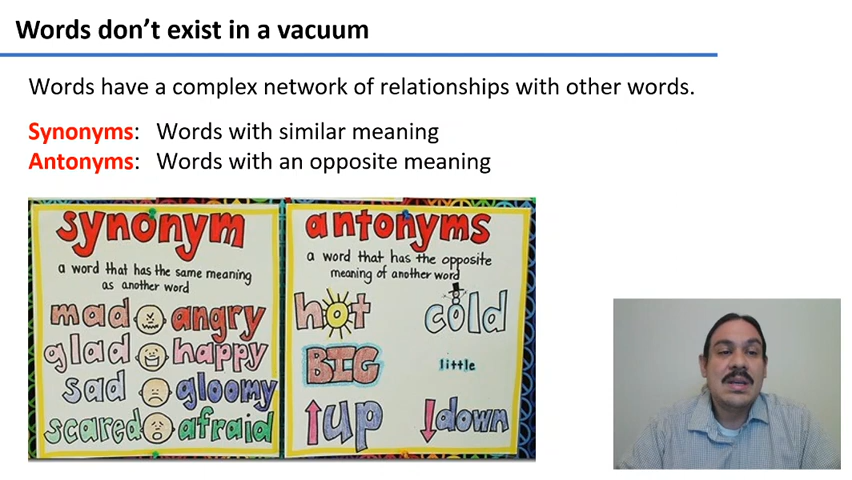 Words don't exist in a vacuum
Words have a complex network of relationships with other words.
Synonyms: Words with similar meaning
Antonyms: Words with an opposite meaning
synonym
a word that has the same meaning
as another word
mad angry
glad happy
sad gloomy
scared afraid
antonyms
a word that has the opposite
meaning of another word
hot cold
BIG little
up down